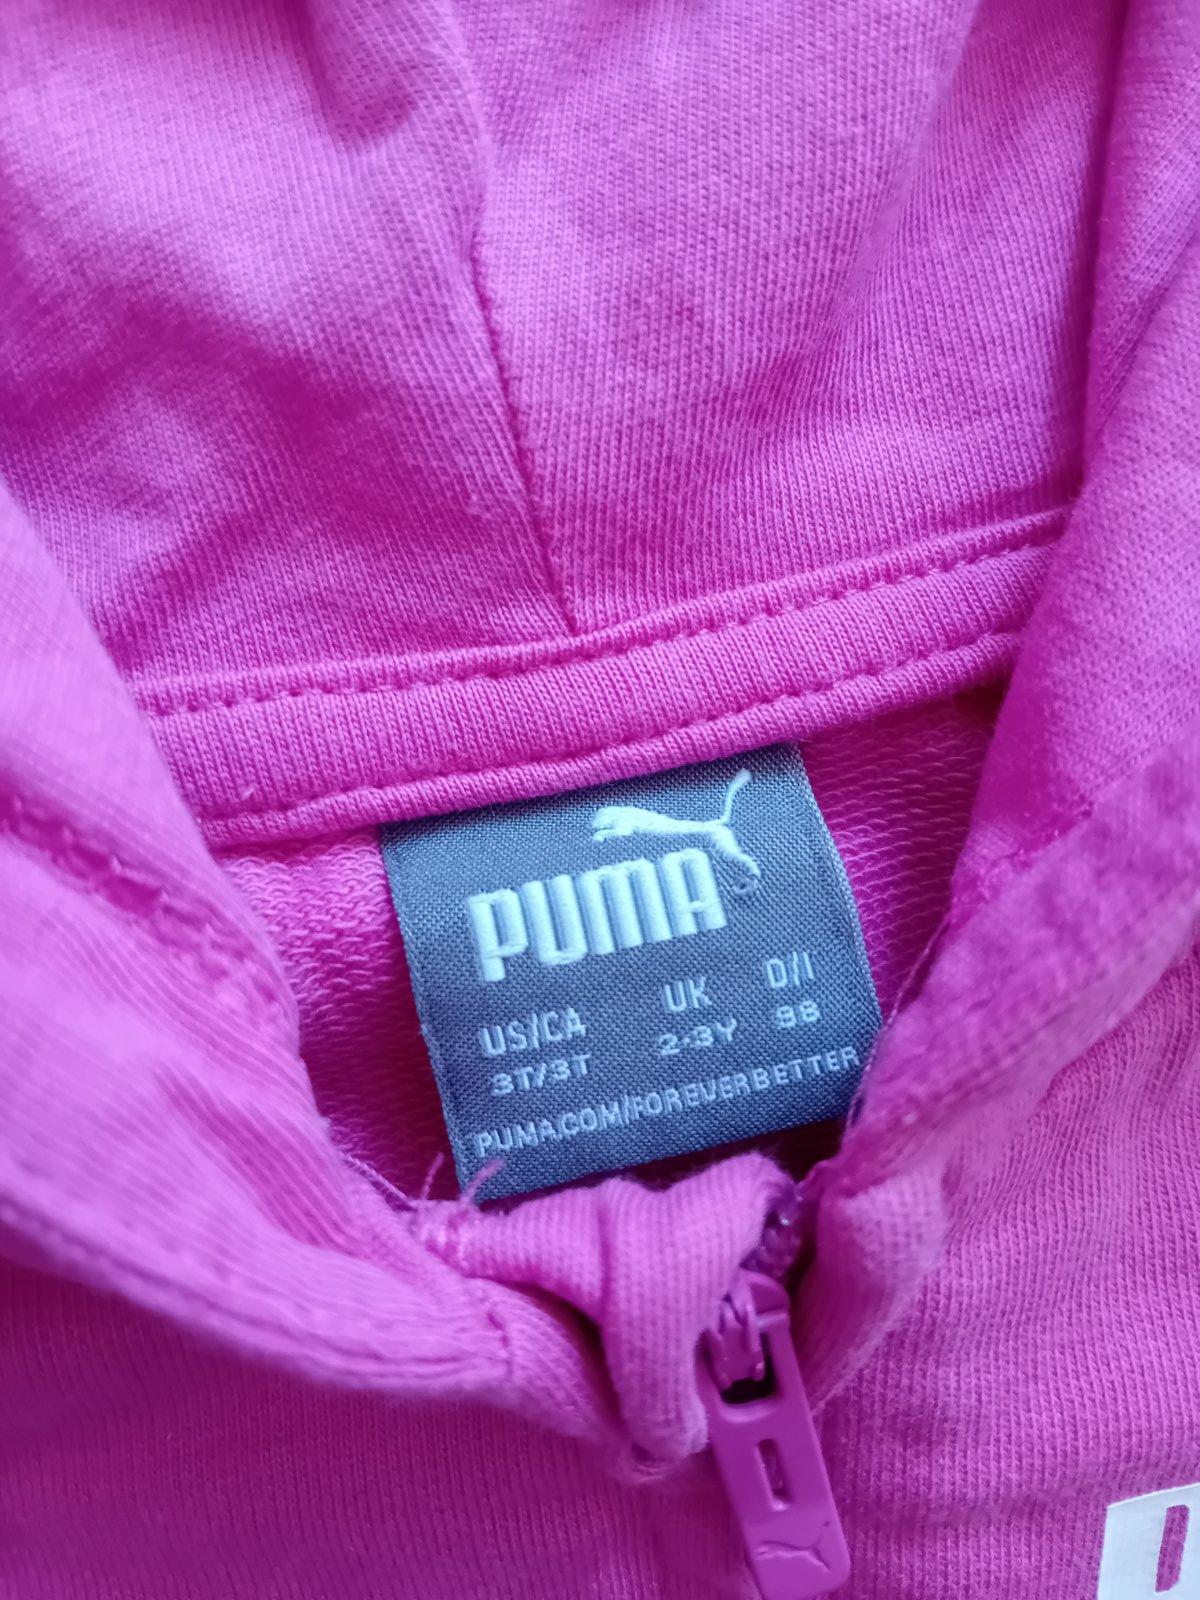 PUMA
US/CA UK D/I
3T/3T 2-3Y 98
PUMA.COM/FOREVERBETTER